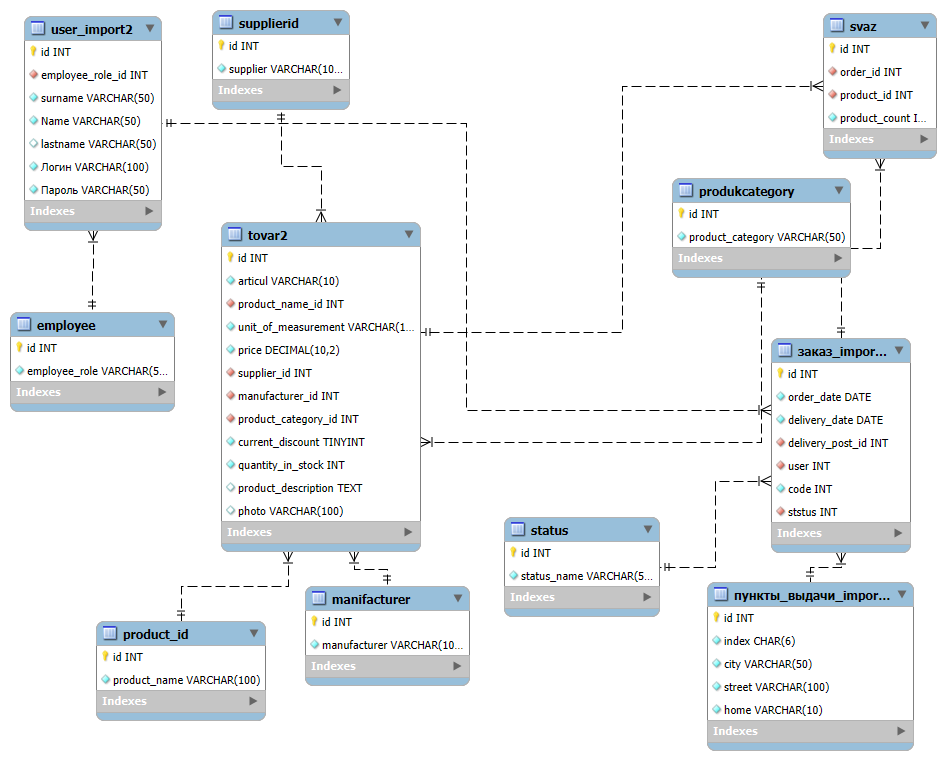 user_import2
id INT
employee_role_id INT
surname VARCHAR(50)
Name VARCHAR(50)
lastname VARCHAR(50)
Логин VARCHAR(100)
Пароль VARCHAR(50)
Indexes
supplierid
id INT
supplier VARCHAR(10...
Indexes
svaz
id INT
order_id INT
product_id INT
product_count I...
Indexes
produkcategory
id INT
product_category VARCHAR(50)
Indexes
tovar2
id INT
articul VARCHAR(10)
product_name_id INT
unit_of_measurement VARCHAR(1...
price DECIMAL(10,2)
supplier_id INT
manufacturer_id INT
product_category_id INT
current_discount TINYINT
quantity_in_stock INT
product_description TEXT
photo VARCHAR(100)
Indexes
employee
id INT
employee_role VARCHAR(5...
Indexes
заказ_impor...
id INT
order_date DATE
delivery_date DATE
delivery_post_id INT
user INT
code INT
ststus INT
Indexes
status
id INT
status_name VARCHAR(5...
Indexes
manifacturer
id INT
manufacturer VARCHAR(10...
Indexes
product_id
id INT
product_name VARCHAR(100)
Indexes
пункты_выдачи_impor...
id INT
index CHAR(6)
city VARCHAR(50)
street VARCHAR(100)
home VARCHAR(10)
Indexes